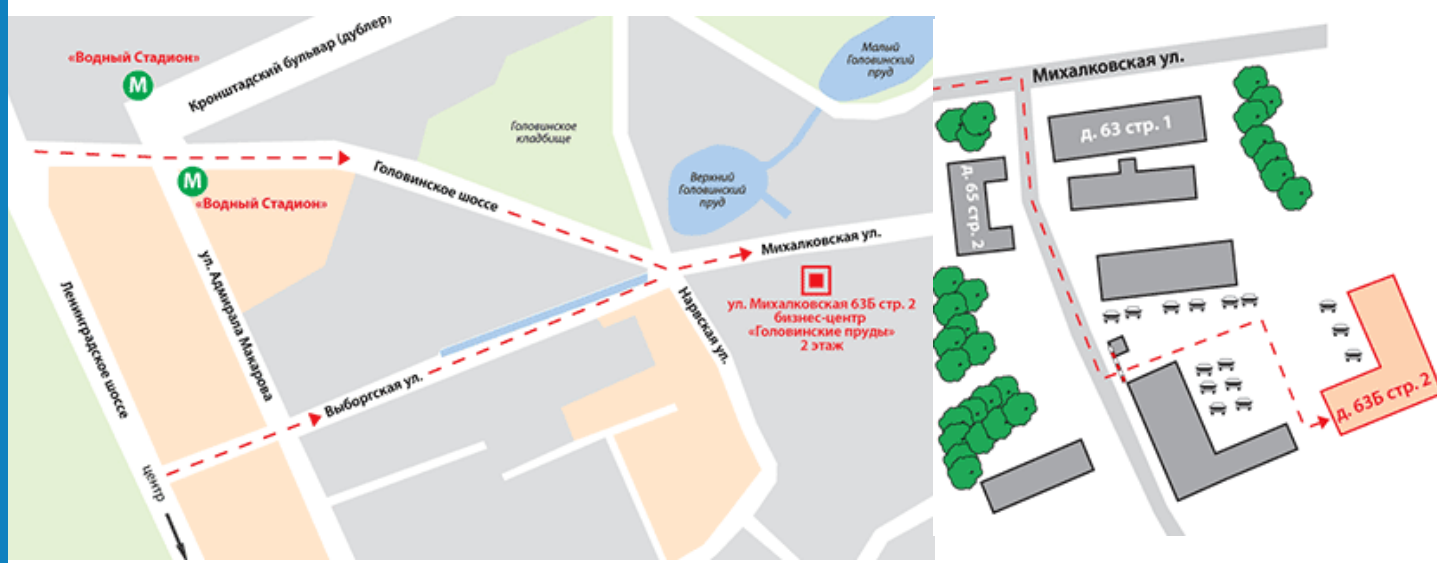 «Водный Стадион»
М
Кронштадский бульвар (дублер)
Малый
Головинский
пруд
Головинское
кладбище
Верхний
Головинский
пруд
Головинское шоссе
М
«Водный Стадион»
Михалковская ул.
ул. Адмирала Макарова
Ленинградское шоссе
ул. Михалковская 63Б стр. 2
бизнес-центр
«Головинские пруды»
2 этаж
Нарвская ул.
Выборгская ул.
центр
Михалковская ул.
д. 63 стр. 1
д. 65 стр. 2
д. 63Б стр. 2